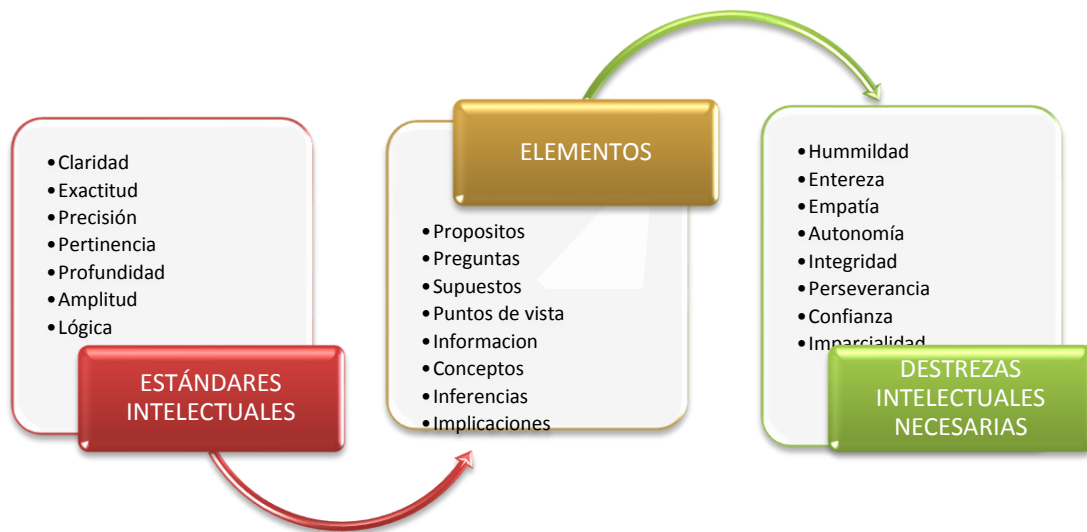 •Claridad
•Exactitud
•Precisión
•Pertinencia
•Profundidad
•Amplitud
•Lógica
ESTÁNDARES
INTELECTUALES
ELEMENTOS
•Propositos
•Preguntas
•Supuestos
•Puntos de vista
•Informacion
•Conceptos
•Inferencias
•Implicaciones
•Hummildad
•Entereza
•Empatía
•Autonomía
•Integridad
•Perseverancia
•Confianza
•Imparcialidad
DESTREZAS
INTELECTUALES
NECESARIAS